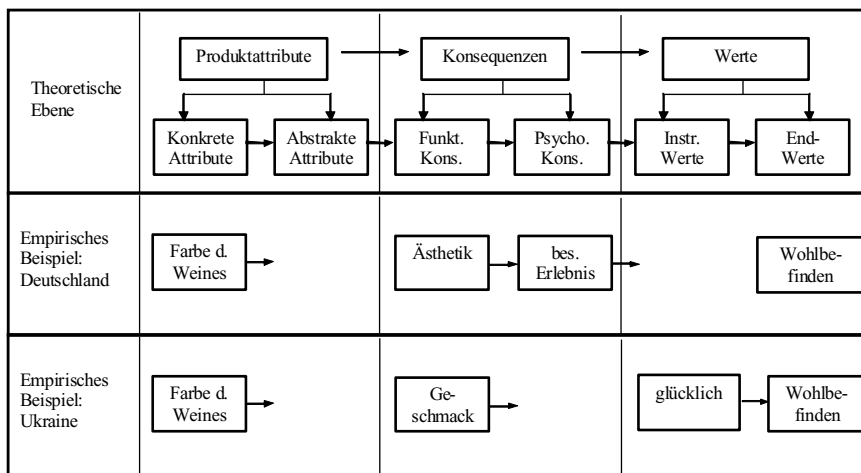 Produktattribute
Konsequenzen
Werte
Theoretische
Ebene
Konkrete
Attribute
Abstrakte
Attribute
Funkt.
Kons.
Psycho.
Kons.
Instr.
Werte
End-
Werte
Empirisches
Beispiel:
Deutschland
Farbe d.
Weines
Ästhetik
bes.
Erlebnis
Wohlbe-
finden
Empirisches
Beispiel:
Ukraine
Farbe d.
Weines
Ge-
schmack
glücklich
Wohlbe-
finden